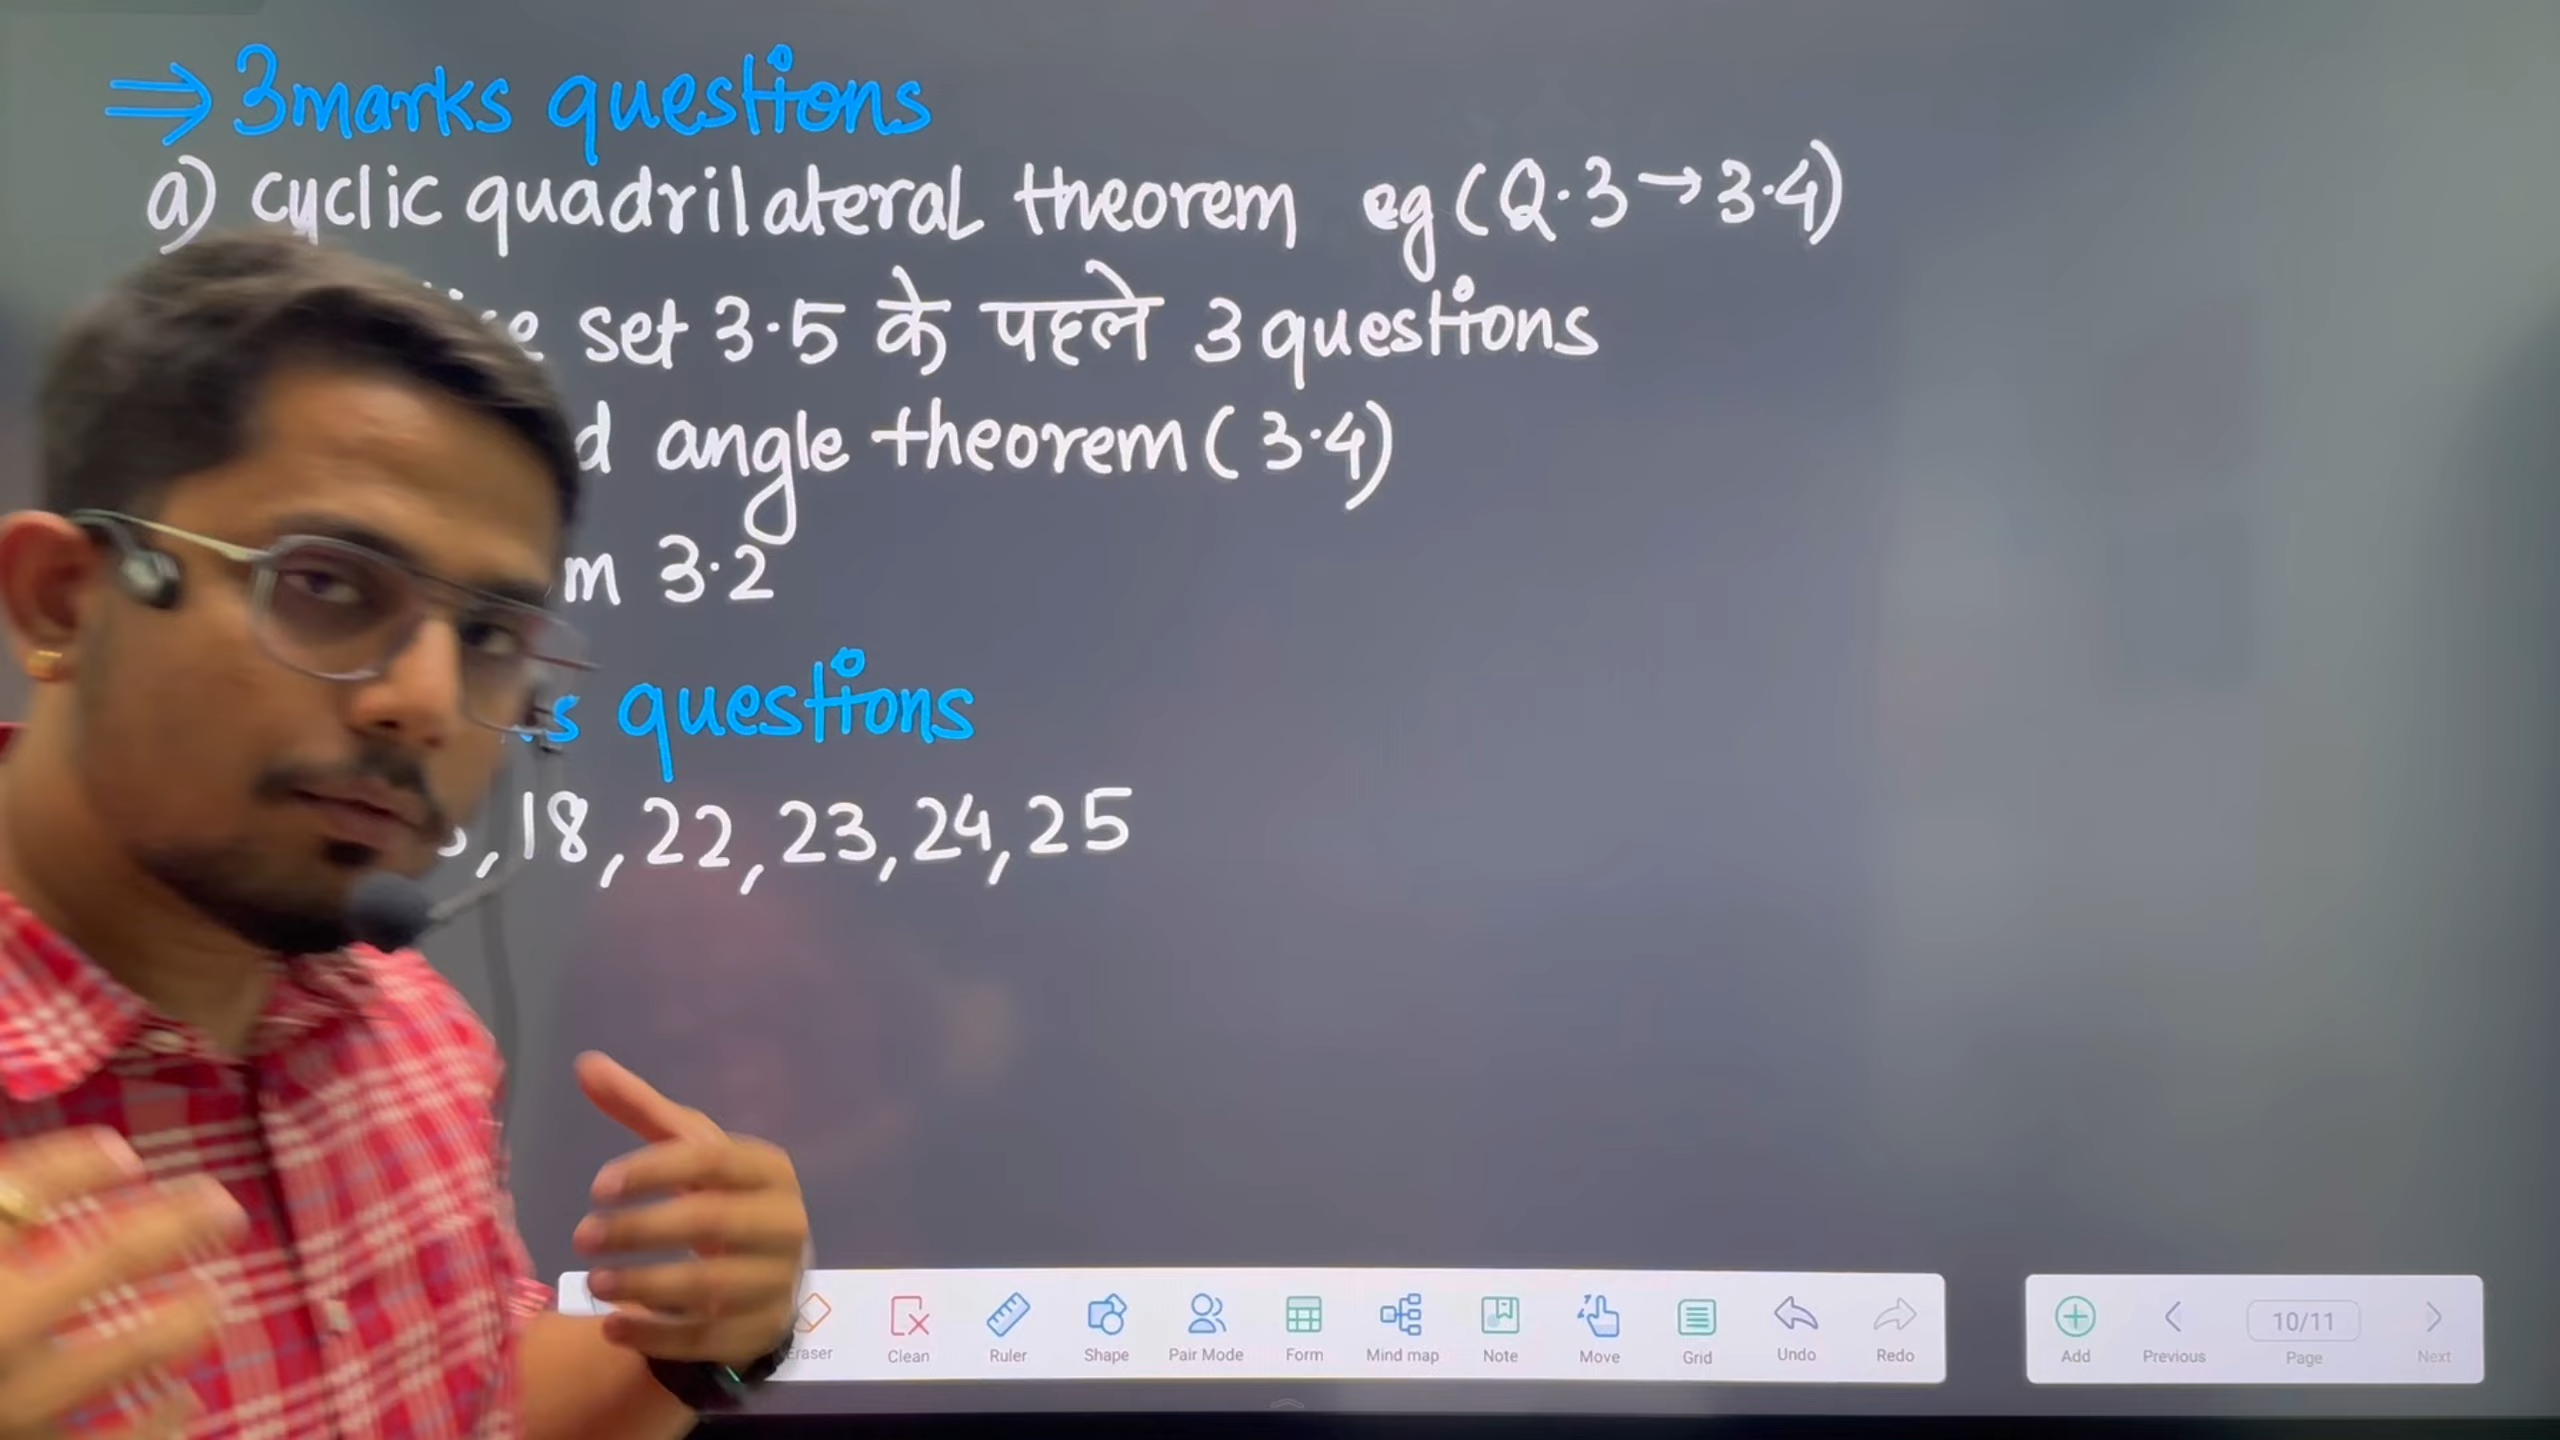 ⇒ 3marks questions
a) cyclic quadrilateral theorem eg (Q.3→3.4)
set 3.5 के पहले 3 questions
angle theorem (3.4)
3.2
questions
,18,22,23,24,25
Eraser Clean Ruler Shape Pair Mode Form Mind map Note Move Grid Undo Redo
Add Previous 10/11 Page Next